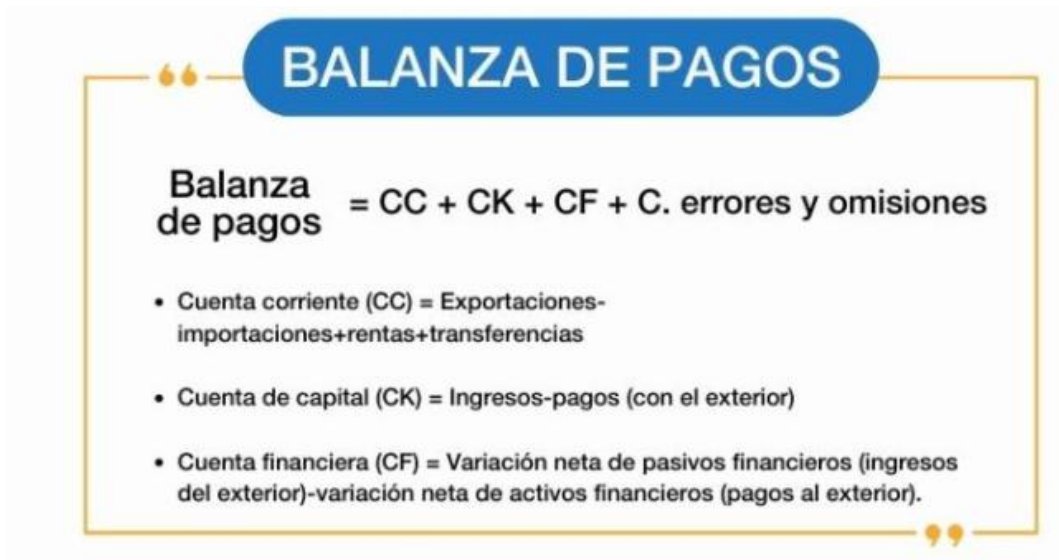 BALANZA DE PAGOS
Balanza
de pagos = CC + CK + CF + C. errores y omisiones
• Cuenta corriente (CC) = Exportaciones-
importaciones+rentas+transferencias
• Cuenta de capital (CK) = Ingresos-pagos (con el exterior)
• Cuenta financiera (CF) = Variación neta de pasivos financieros (ingresos
del exterior)-variación neta de activos financieros (pagos al exterior).